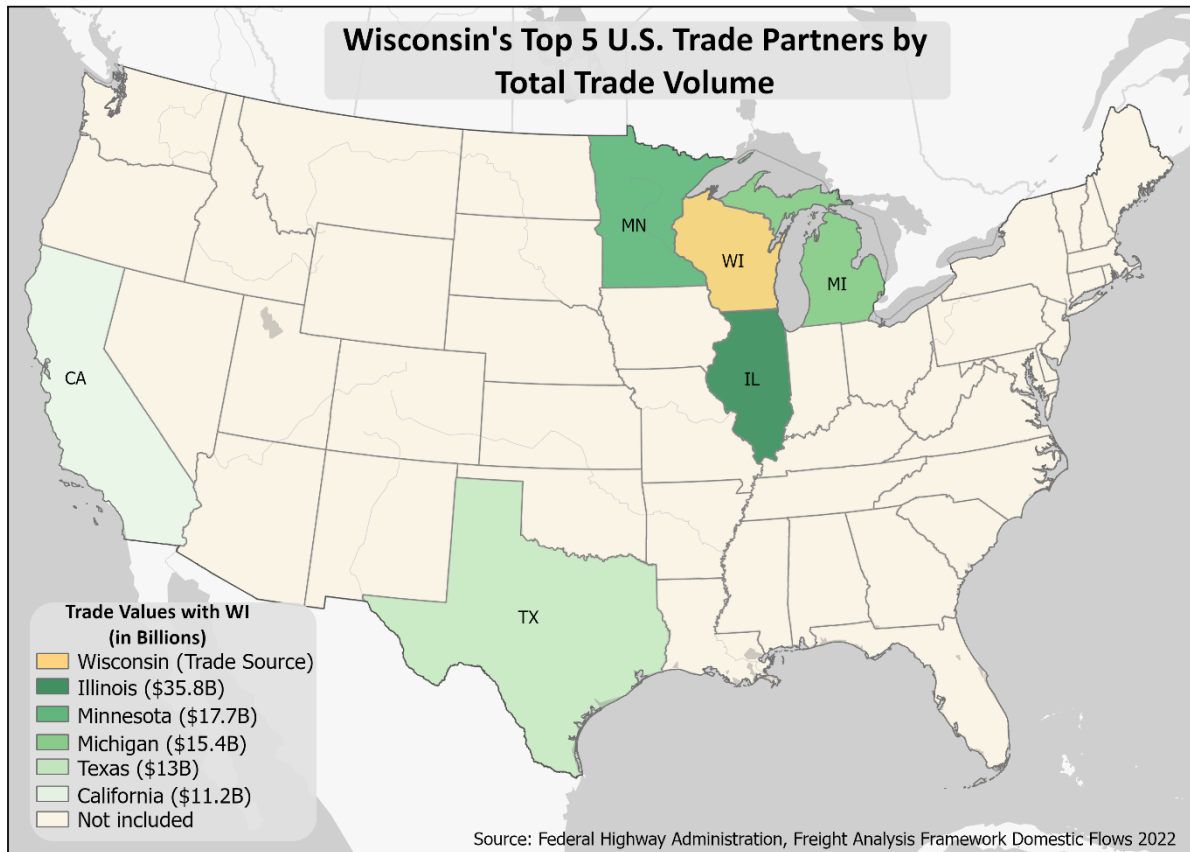 Wisconsin's Top 5 U.S. Trade Partners by
Total Trade Volume
MN
WI
MI
CA
IL
TX
Trade Values with WI
(in Billions)
Wisconsin (Trade Source)
Illinois ($35.8B)
Minnesota ($17.7B)
Michigan ($15.4B)
Texas ($13B)
California ($11.2B)
Not included
Source: Federal Highway Administration, Freight Analysis Framework Domestic Flows 2022